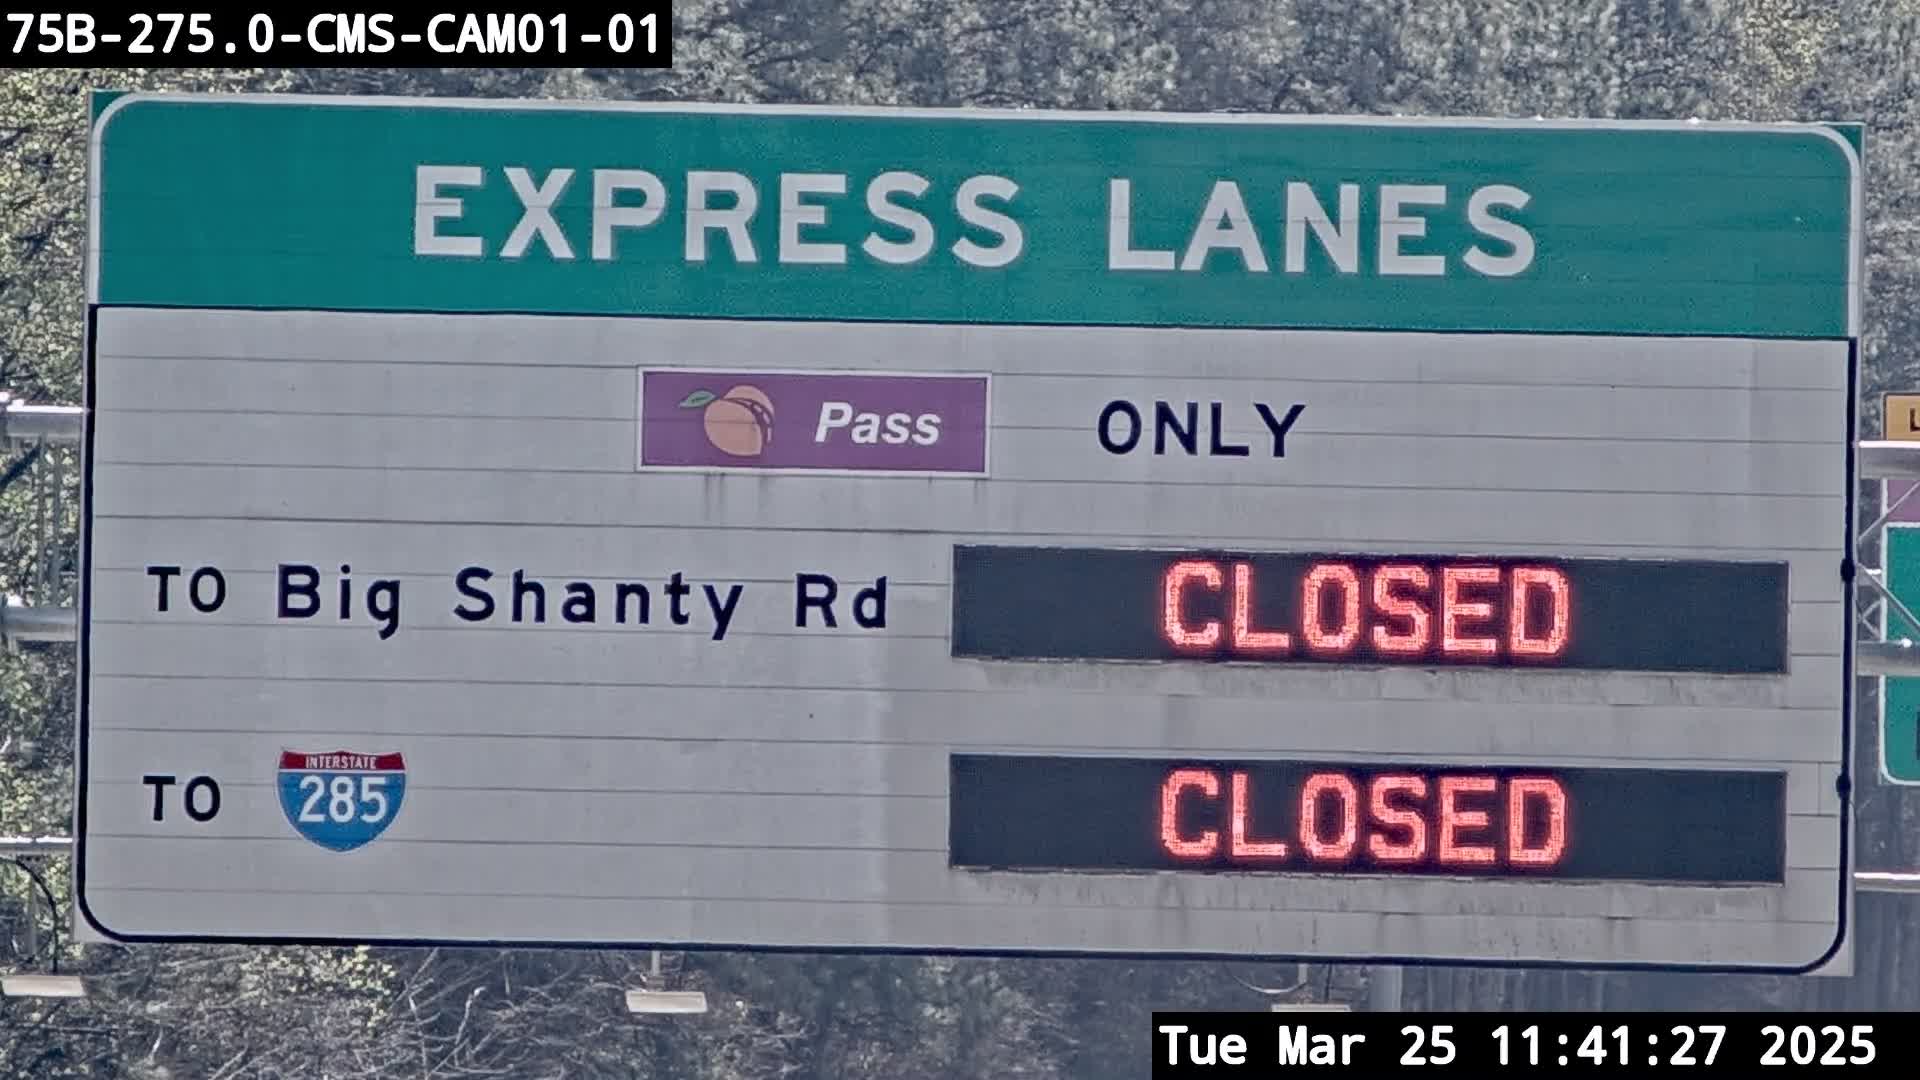 75B-275.0-CMS-CAM01-01
EXPRESS LANES
Pass ONLY
TO Big Shanty Rd CLOSED
INTERSTATE
TO 285 CLOSED
Tue Mar 25 11:41:27 2025